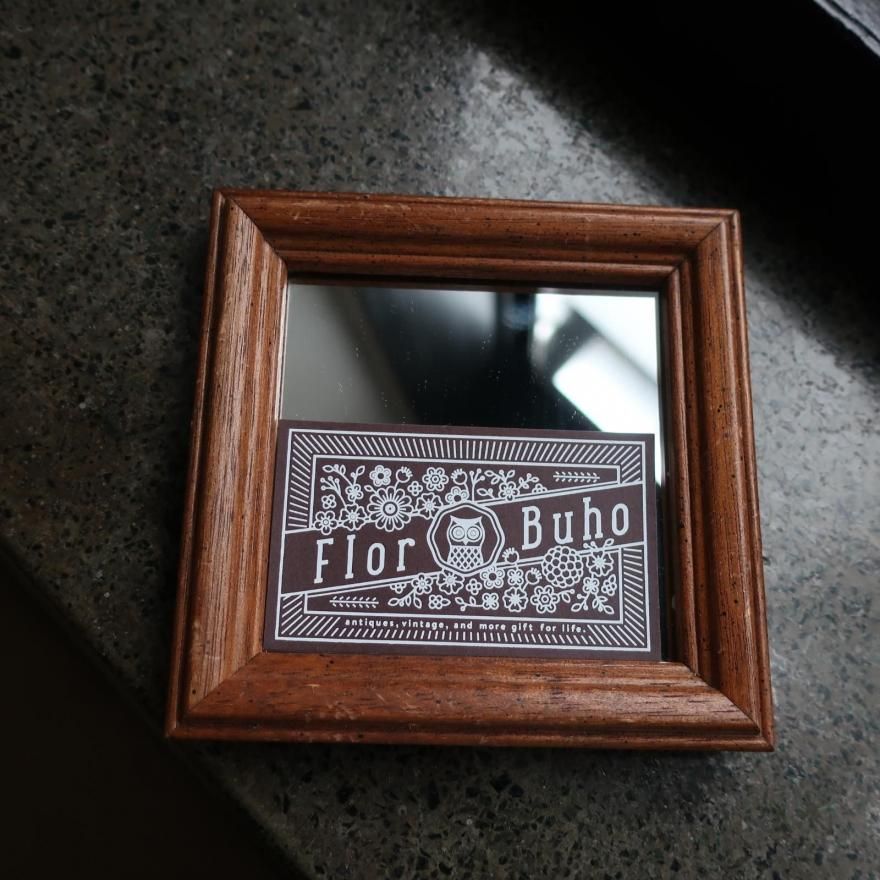 Flor Buho
antiques, vintage, and more gift for life.